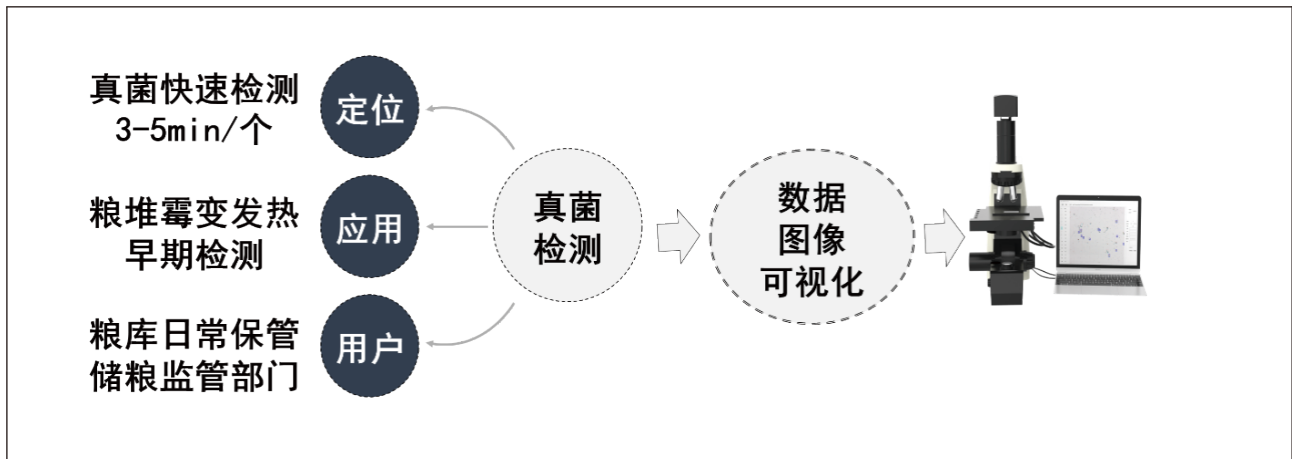 真菌快速检测
3-5min/个
定位
粮堆霉变发热
早期检测
应用
粮库日常保管
储粮监管部门
用户
真菌
检测
数据
图像
可视化